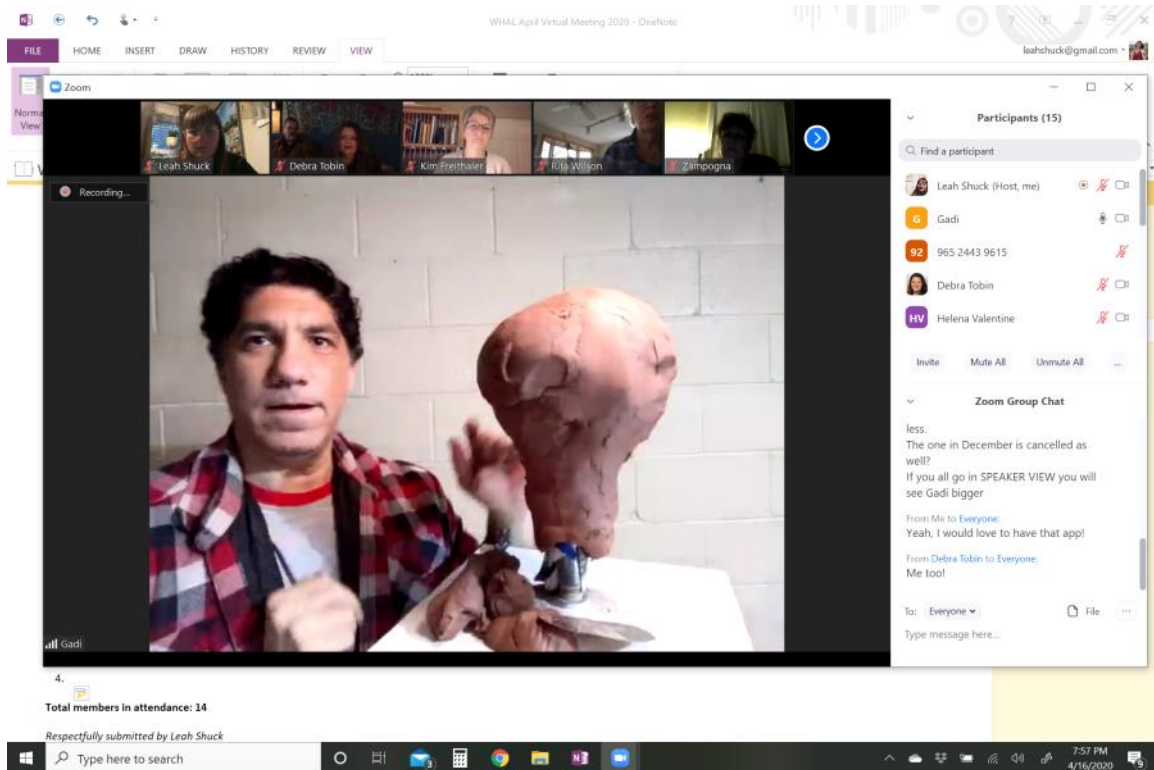 WHAL April Virtual Meeting 2020 - OneNote
FILE HOME INSERT DRAW HISTORY REVIEW VIEW
leahshuck@gmail.com
Normal
View
Zoom
Leah Shuck
Debra Tobin
Kim Freithaler
Rita Wilson
Zampogna
Recording...
Gadi
Participants (15)
Find a participant
Leah Shuck (Host, me)
G Gadi
92 965 2443 9615
Debra Tobin
HV Helena Valentine
Invite Mute All Unmute All ...
Zoom Group Chat
less.
The one in December is cancelled as
well?
If you all go in SPEAKER VIEW you will
see Gadi bigger
From Me to Everyone:
Yeah, I would love to have that app!
From Debra Tobin to Everyone:
Me too!
To: Everyone File ...
Type message here...
4.
Total members in attendance: 14
Respectfully submitted by Leah Shuck
Type here to search
7:57 PM
4/16/2020